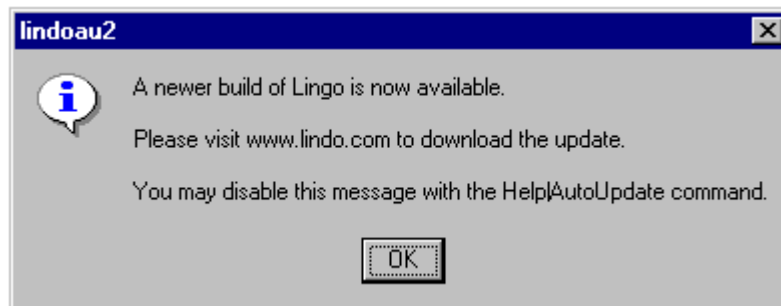 lindoau2
A newer build of Lingo is now available.
Please visit www.lindo.com to download the update.
You may disable this message with the Help|AutoUpdate command.
OK